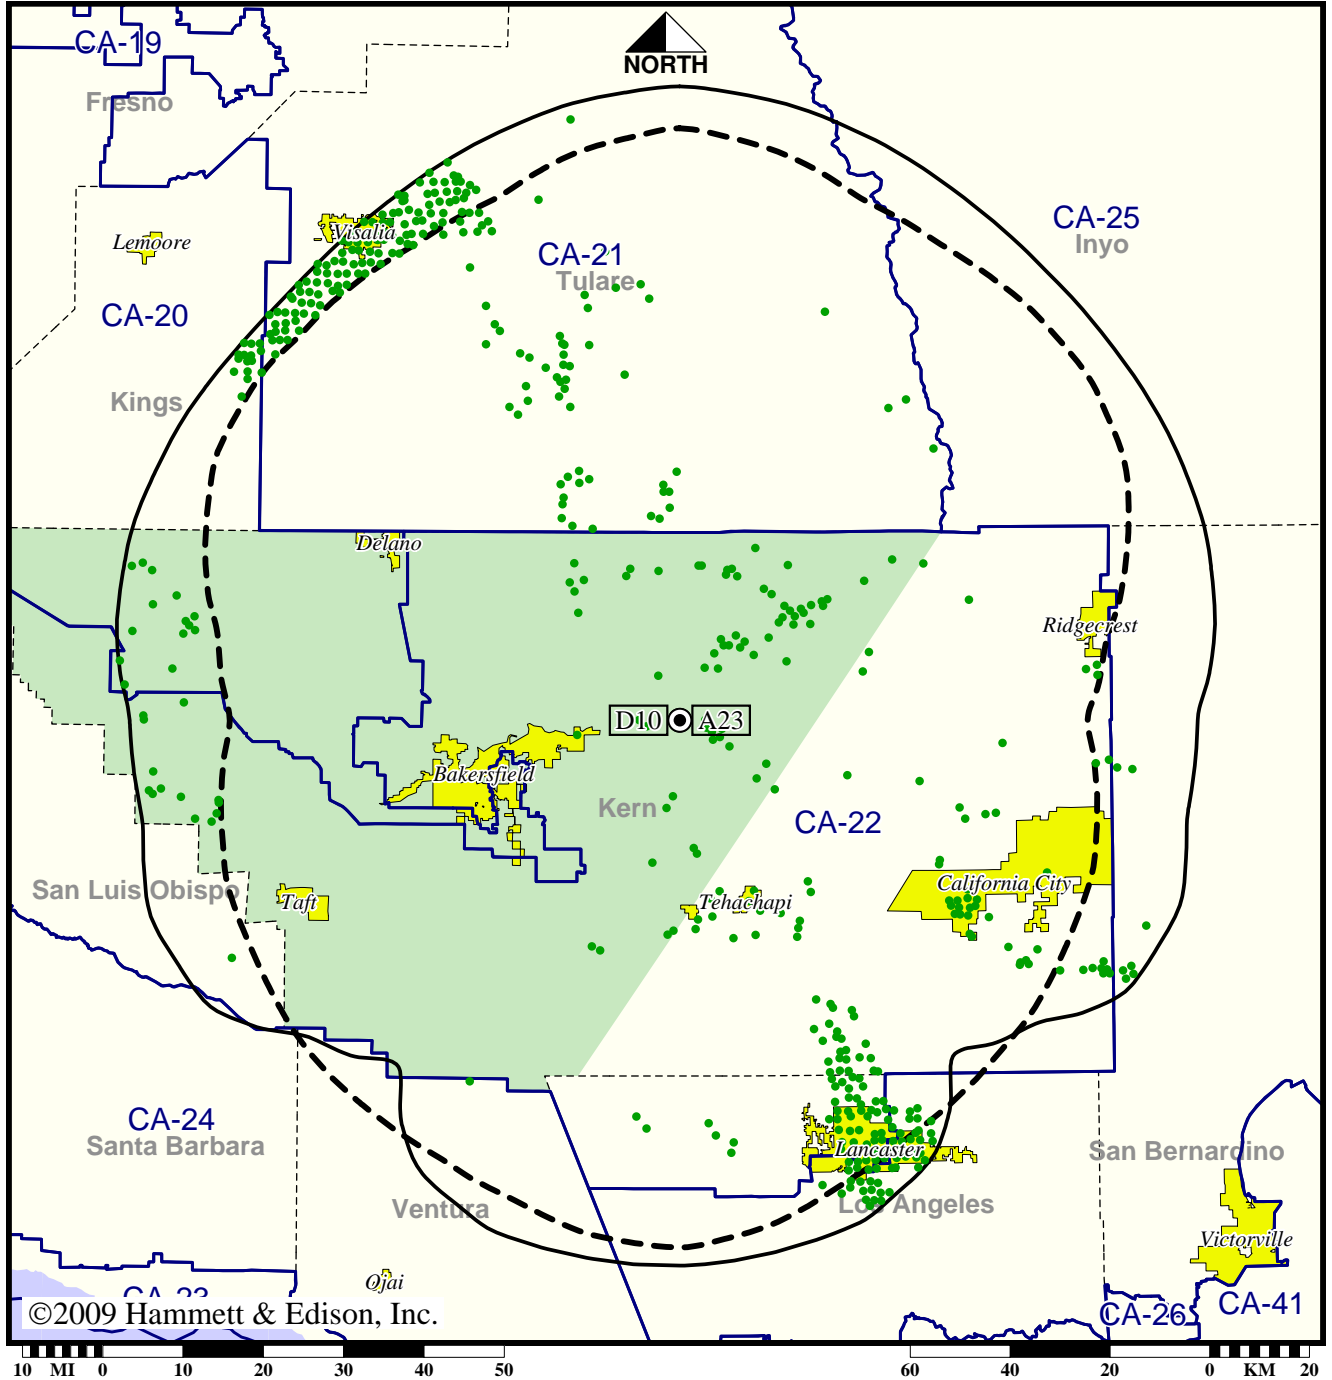 CA-19
NORTH
Fresno
CA-25
Lemoore
Visalia
Inyo
CA-21
Tulare
CA-20
Kings
Delano
Ridgecrest
D10
A23
Bakersfield
Kern
CA-22
San Luis Obispo
Taft
Tehachapi
California City
CA-24
Santa Barbara
Lancaster
San Bernardino
Ventura
Los Angeles
Victorville
Ojai
CA-23
©2009 Hammett & Edison, Inc.
CA-26
CA-41
10 MI 0 10 20 30 40 50
60 40 20 0 KM 20